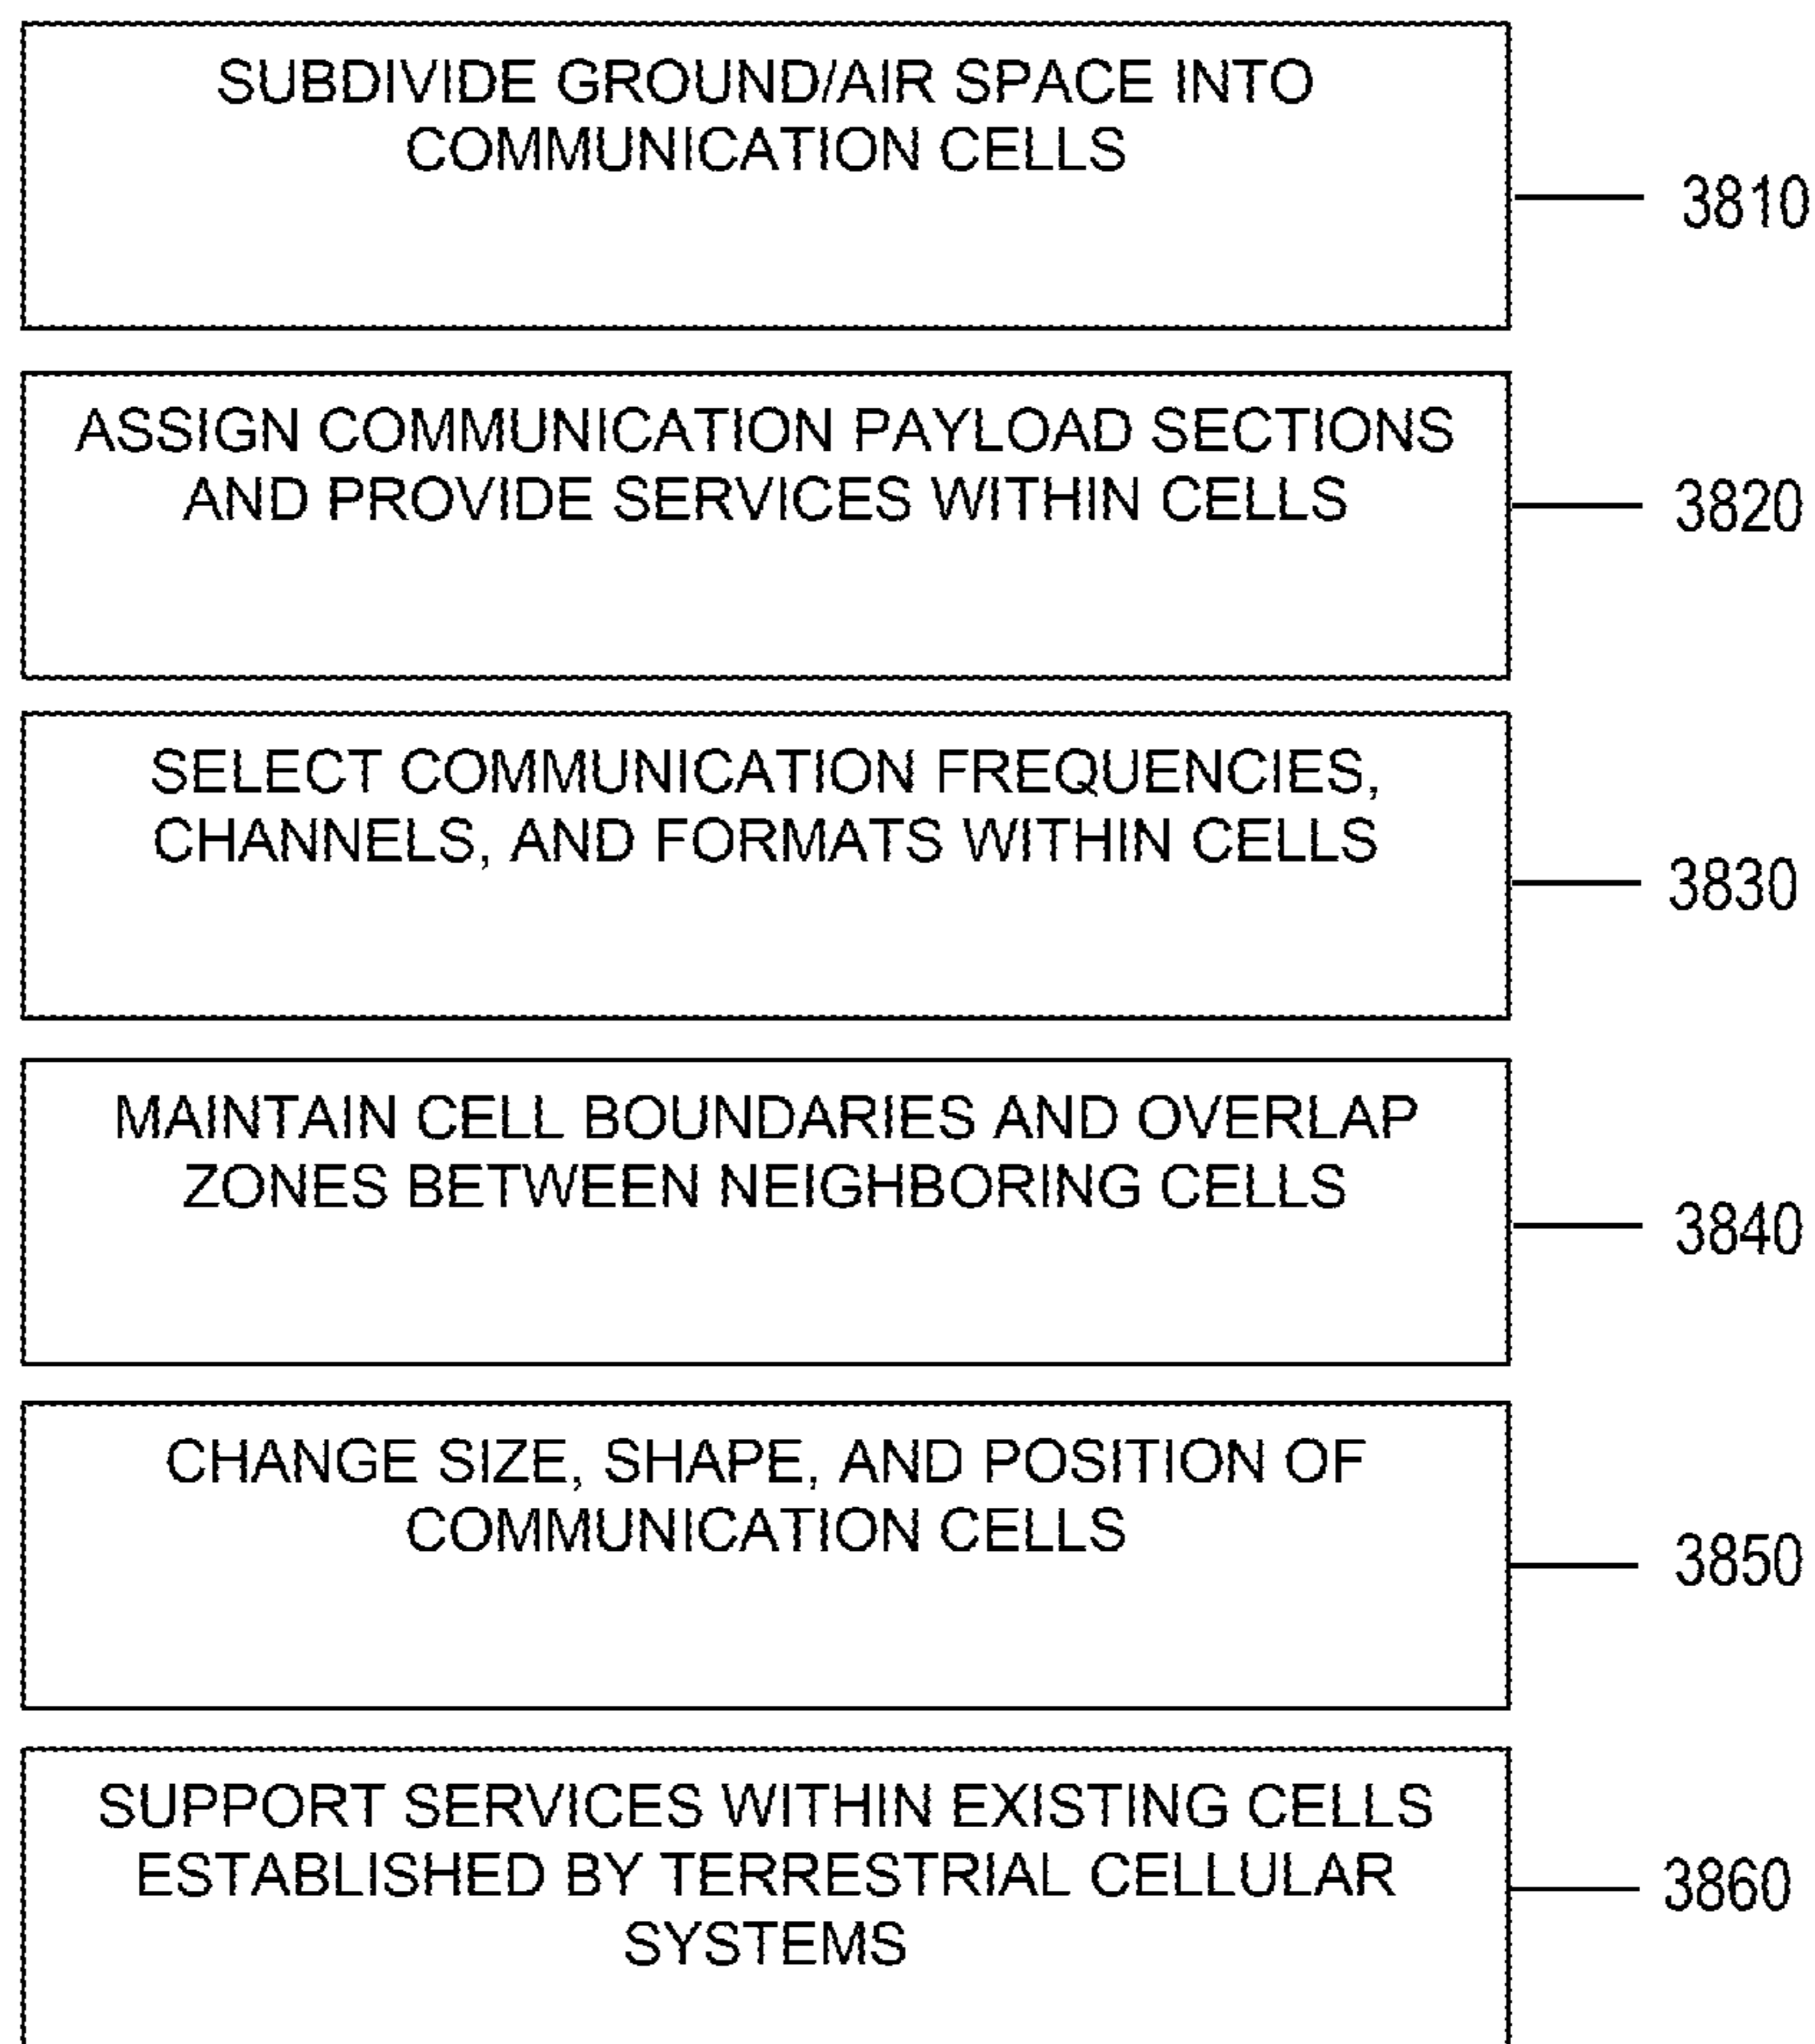 SUBDIVIDE GROUND/AIR SPACE INTO
COMMUNICATION CELLS
3810
ASSIGN COMMUNICATION PAYLOAD SECTIONS
AND PROVIDE SERVICES WITHIN CELLS
3820
SELECT COMMUNICATION FREQUENCIES,
CHANNELS, AND FORMATS WITHIN CELLS
3830
MAINTAIN CELL BOUNDARIES AND OVERLAP
ZONES BETWEEN NEIGHBORING CELLS
3840
CHANGE SIZE, SHAPE, AND POSITION OF
COMMUNICATION CELLS
3850
SUPPORT SERVICES WITHIN EXISTING CELLS
ESTABLISHED BY TERRESTRIAL CELLULAR
SYSTEMS
3860